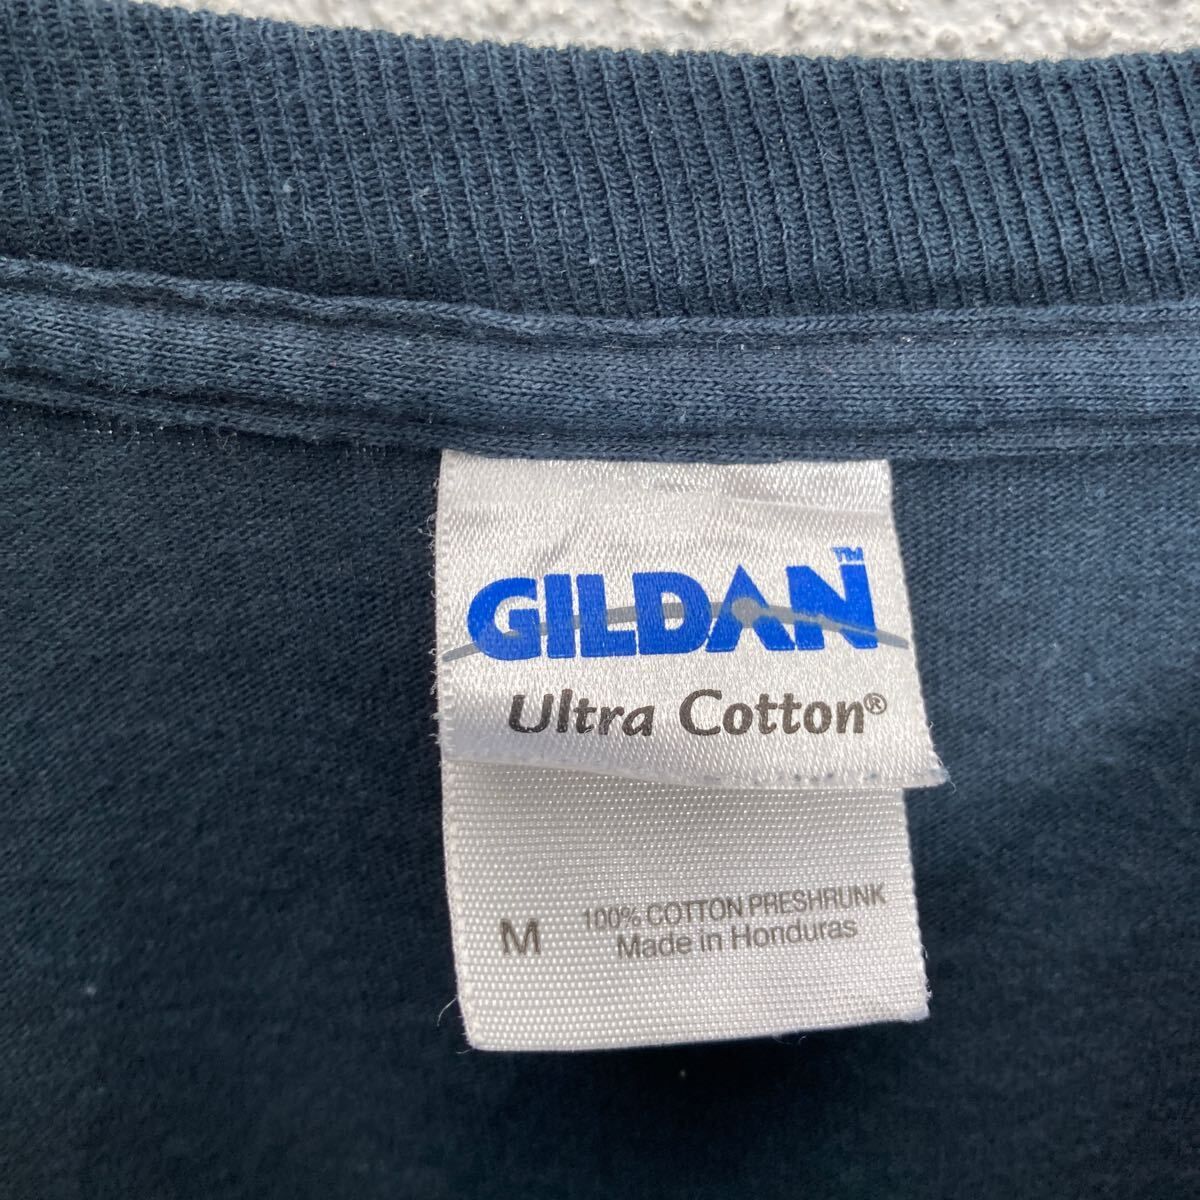 GILDAN™
Ultra Cotton®
M
100% COTTON PRESHRUNK
Made in Honduras